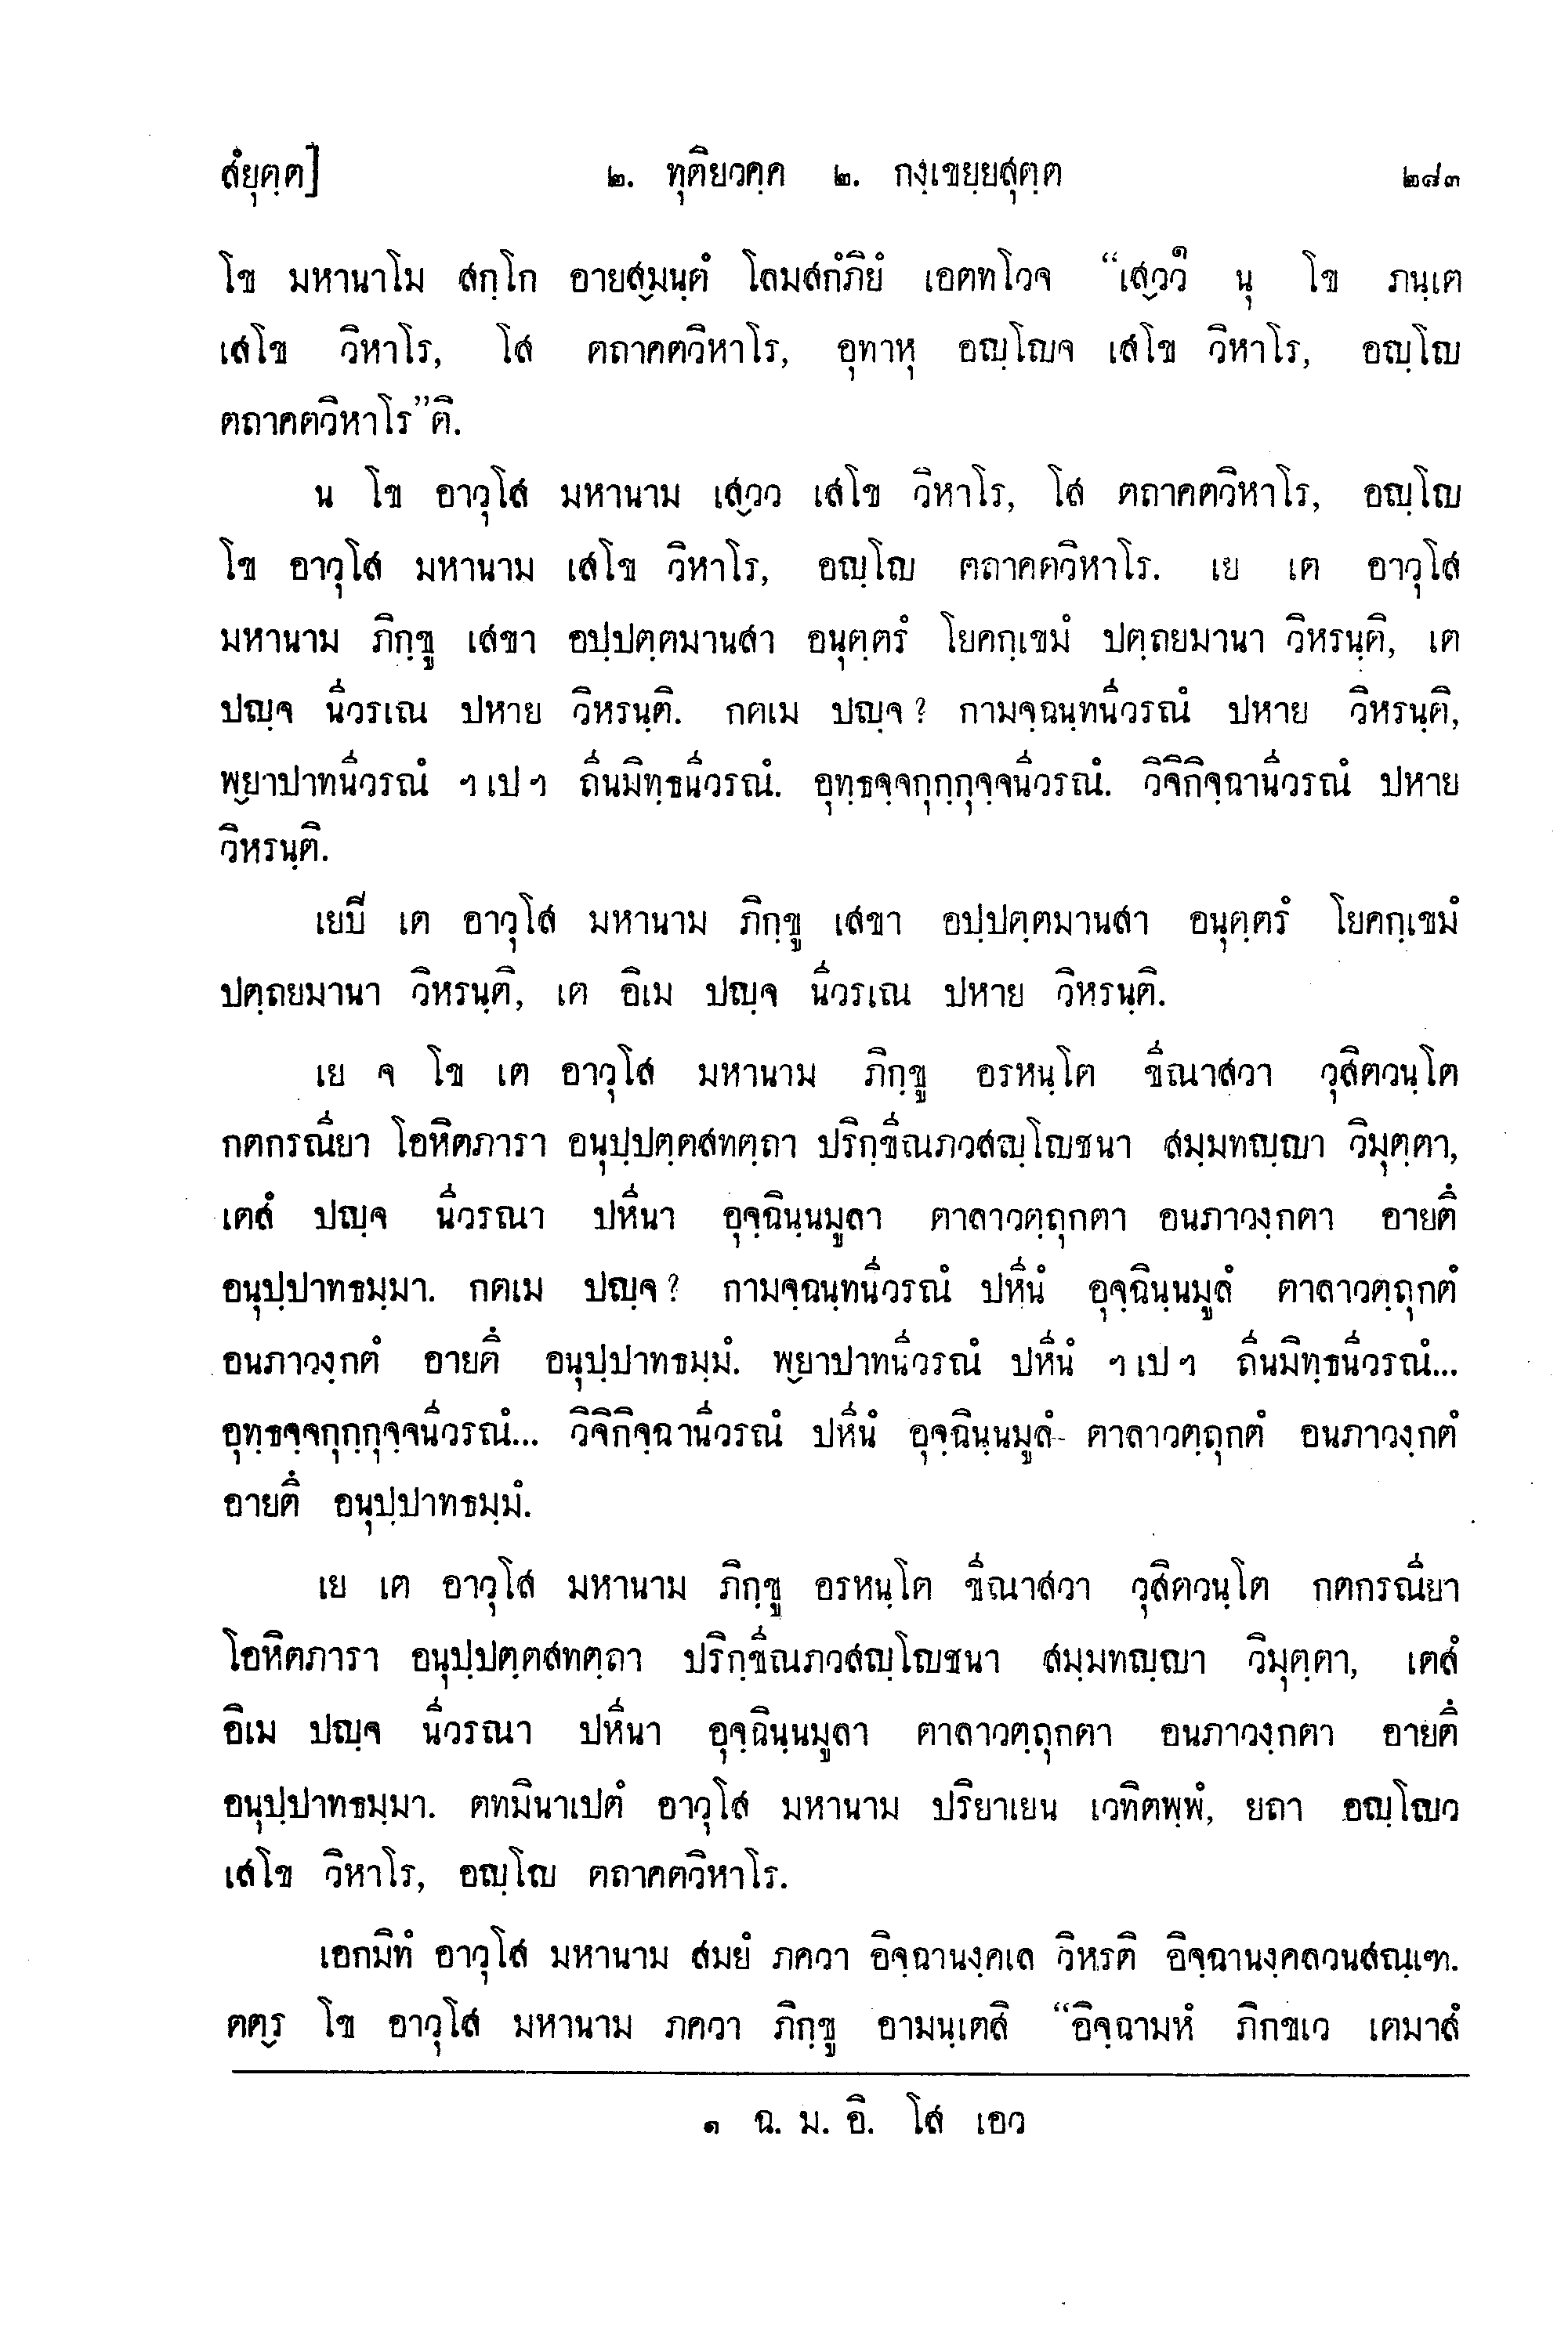 สํยุตฺต] ๒. ทุติยวคฺค ๒. กงฺเขยฺยสุตฺต ๒๘๓
โข มหานาโม สกฺโก อายสฺมนฺตํ โลมสกํภิยํ เอตทโวจ “เสฺววํ๑ นุ โข ภนฺเต
เสโข วิหาโร, โส ตถาคตวิหาโร, อุทาหุ อญฺโญจ เสโข วิหาโร, อญฺโญ
ตถาคตวิหาโร”ติ.
น โข อาวุโส มหานาม เสฺวว เสโข วิหาโร, โส ตถาคตวิหาโร, อญฺโญ
โข อาวุโส มหานาม เสโข วิหาโร, อญฺโญ ตถาคตวิหาโร. เย เต อาวุโส
มหานาม ภิกฺขู เสขา อปฺปตฺตมานสา อนุตฺตรํ โยคกฺเขมํ ปตฺถยมานา วิหรนฺติ, เต
ปญฺจ นีวรเณ ปหาย วิหรนฺติ. กตเม ปญฺจ? กามจฺฉนฺทนีวรณํ ปหาย วิหรนฺติ,
พฺยาปาทนีวรณํ ฯเปฯ ถีนมิทฺธนีวรณํ. อุทฺธจฺจกุกฺกุจฺจนีวรณํ. วิจิกิจฺฉานีวรณํ ปหาย
วิหรนฺติ.
เยปิ เต อาวุโส มหานาม ภิกฺขู เสขา อปฺปตฺตมานสา อนุตฺตรํ โยคกฺเขมํ
ปตฺถยมานา วิหรนฺติ, เต อิเม ปญฺจ นีวรเณ ปหาย วิหรนฺติ.
เย จ โข เต อาวุโส มหานาม ภิกฺขู อรหนฺโต ขีณาสวา วุสิตวนฺโต
กตกรณียา โอหิตภารา อนุปฺปตฺตสทตฺถา ปริกฺขีณภวสญฺโญชนา สมฺมทญฺญา วิมุตฺตา,
เตสํ ปญฺจ นีวรณา ปหีนา อุจฺฉินฺนมูลา ตาลาวตฺถุกตา อนภาวงฺกตา อายตึ
อนุปฺปาทธมฺมา. กตเม ปญฺจ? กามจฺฉนฺทนีวรณํ ปหีนํ อุจฺฉินฺนมูลํ ตาลาวตฺถุกตํ
อนภาวงฺกตํ อายตึ อนุปฺปาทธมฺมํ. พฺยาปาทนีวรณํ ปหีนํ ฯเปฯ ถีนมิทฺธนีวรณํ...
อุทฺธจฺจกุกฺกุจฺจนีวรณํ... วิจิกิจฺฉานีวรณํ ปหีนํ อุจฺฉินฺนมูลํ ตาลาวตฺถุกตํ อนภาวงฺกตํ
อายตึ อนุปฺปาทธมฺมํ.
เย เต อาวุโส มหานาม ภิกฺขู อรหนฺโต ขีณาสวา วุสิตวนฺโต กตกรณียา
โอหิตภารา อนุปฺปตฺตสทตฺถา ปริกฺขีณภวสญฺโญชนา สมฺมทญฺญา วิมุตฺตา, เตสํ
อิเม ปญฺจ นีวรณา ปหีนา อุจฺฉินฺนมูลา ตาลาวตฺถุกตา อนภาวงฺกตา อายตึ
อนุปฺปาทธมฺมา. ตทมินาเปตํ อาวุโส มหานาม ปริยาเยน เวทิตพฺพํ, ยถา อญฺโญว
เสโข วิหาโร, อญฺโญ ตถาคตวิหาโร.
เอกมิทํ อาวุโส มหานาม สมยํ ภควา อิจฺฉานงฺคเล วิหรติ อิจฺฉานงฺคลวนสณฺเฑ.
ตตฺร โข อาวุโส มหานาม ภควา ภิกฺขู อามนฺเตสิ “อิจฺฉามหํ ภิกฺขเว เตมาสํ
๑ ฉ. ม. อิ. โส เอว